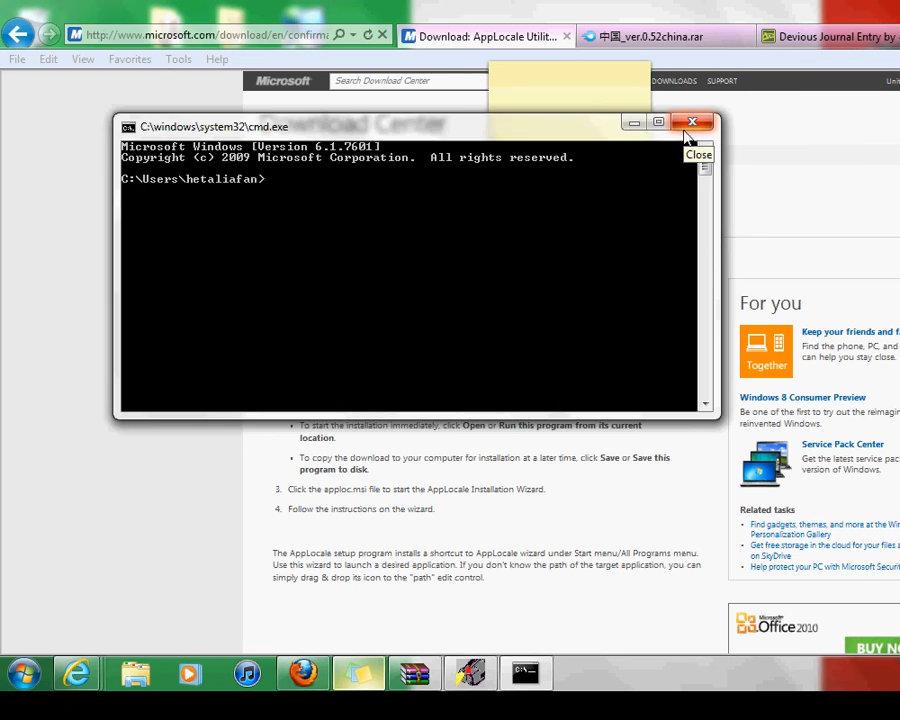 http://www.microsoft.com/download/en/confirma
Download: AppLocale Utilit...
中国_ver.0.52china.rar
Devious Journal Entry by
File Edit View Favorites Tools Help
Microsoft
Search Download Center
DOWNLOADS SUPPORT
Download Center
C:\windows\system32\cmd.exe
Close
Microsoft Windows [Version 6.1.7601]
Copyright (c) 2009 Microsoft Corporation. All rights reserved.
C:\Users\hetaliafan>
To start the installation immediately, click Open or Run this program from its current
location.
To copy the download to your computer for installation at a later time, click Save or Save this
program to disk.
3. Click the apploc.msi file to start the AppLocale Installation Wizard.
4. Follow the instructions on the wizard.
The AppLocale setup program installs a shortcut to AppLocale wizard under Start menu/All Programs menu.
Use this wizard to launch a desired application. If you don't know the path of the target application, you can
simply drag & drop its icon to the "path" edit control.
For you
Together
Keep your friends and f
Find the phone, PC, and
can help you stay close.
Windows 8 Consumer Preview
Be one of the first to try out the reimagin
reinvented Windows.
Service Pack Center
Get the latest service pac
version of Windows.
Related tasks
Find gadgets, themes, and more at the Win
Personalization Gallery
Get free storage in the cloud for your files a
on SkyDrive
Help protect your PC with Microsoft Securit
Microsoft
Office 2010
BUY NO
C:\_